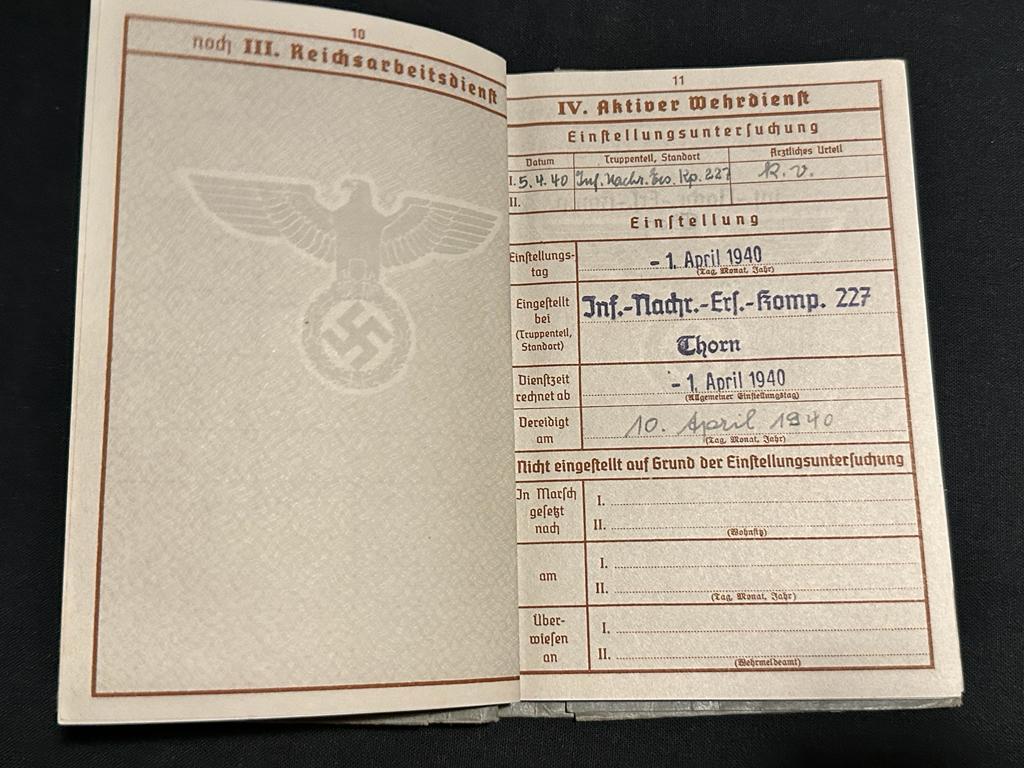 10
noch III. Reichsarbeitsdienst
11
IV. Aktiver Wehrdienst
Einstellungsuntersuchung
Datum Truppenteil, Standort Ärztliches Urteil
I. 5.4.40 Inf. Nachr. Ers. Kp. 227 k.v.
II.
Einstellung
Einstellungs-
tag
- 1. April 1940
(Tag, Monat, Jahr)
Eingestellt
bei
(Truppenteil,
Standort)
Inf.-Nachr.-Ers.-Komp. 227
Thorn
Dienstzeit
rechnet ab
- 1. April 1940
(Allgemeiner Einstellungstag)
Vereidigt
am
10. April 1940
(Tag, Monat, Jahr)
Nicht eingestellt auf Grund der Einstellungsuntersuchung
In Marsch
gesetzt
nach
I.
II.
(Wohnsitz)
am
I.
II.
(Tag, Monat, Jahr)
Über-
wiesen
an
I.
II.
(Wehrmeldeamt)